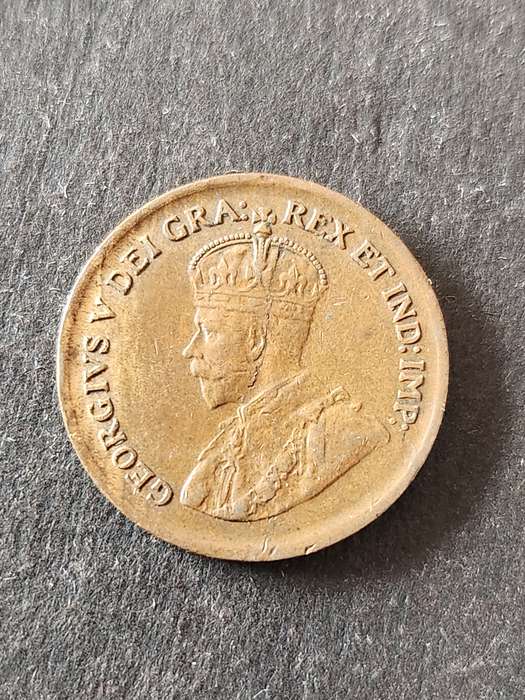 GEORGIVS V DEI GRA: REX ET IND: IMP: